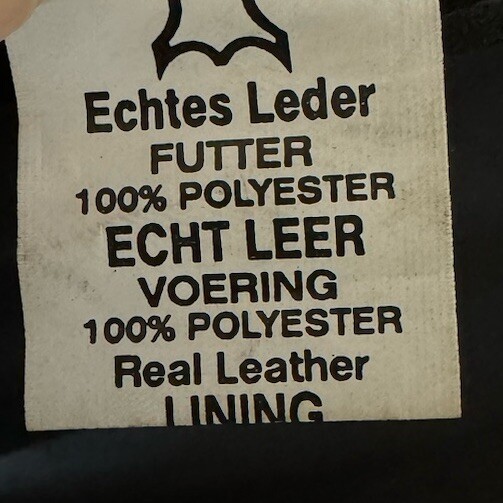 Echtes Leder
FUTTER
100% POLYESTER
ECHT LEER
VOERING
100% POLYESTER
Real Leather
LINING